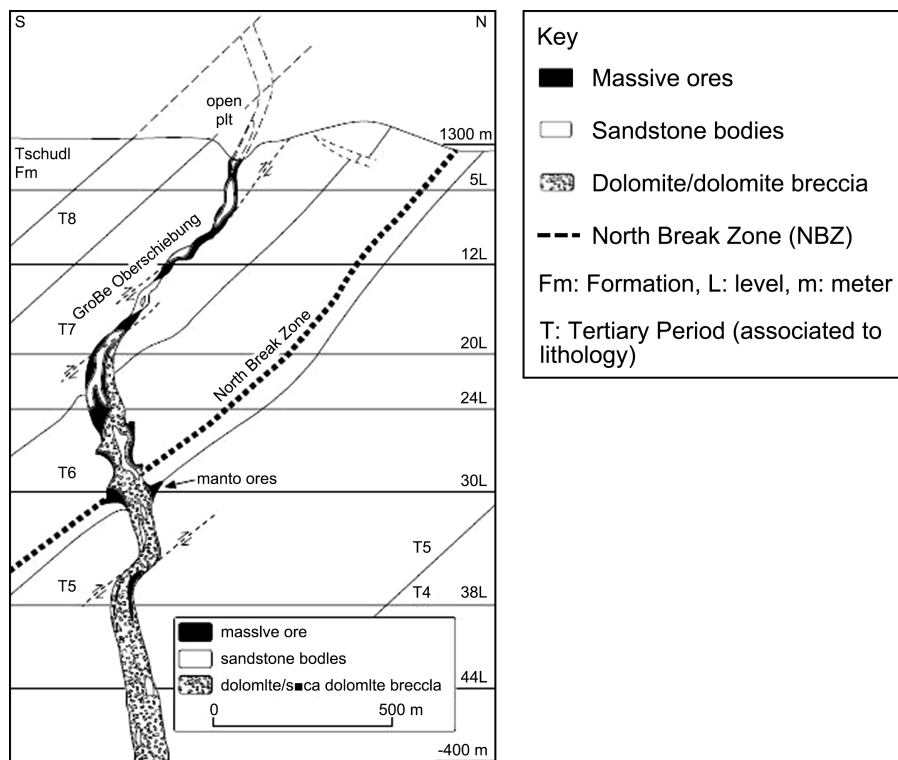 S
N
open
plt
1300 m
Tschudl
Fm
5L
T8
GroBe Oberschiebung
12L
T7
North Break Zone
20L
24L
T6
manto ores
30L
T5
T5
T4
38L
massIve ore
sandstone bodIes
dolomIte/s■ca dolomIte breccIa
0
500 m
44L
-400 m
Key
Massive ores
Sandstone bodies
Dolomite/dolomite breccia
North Break Zone (NBZ)
Fm: Formation, L: level, m: meter
T: Tertiary Period (associated to
lithology)